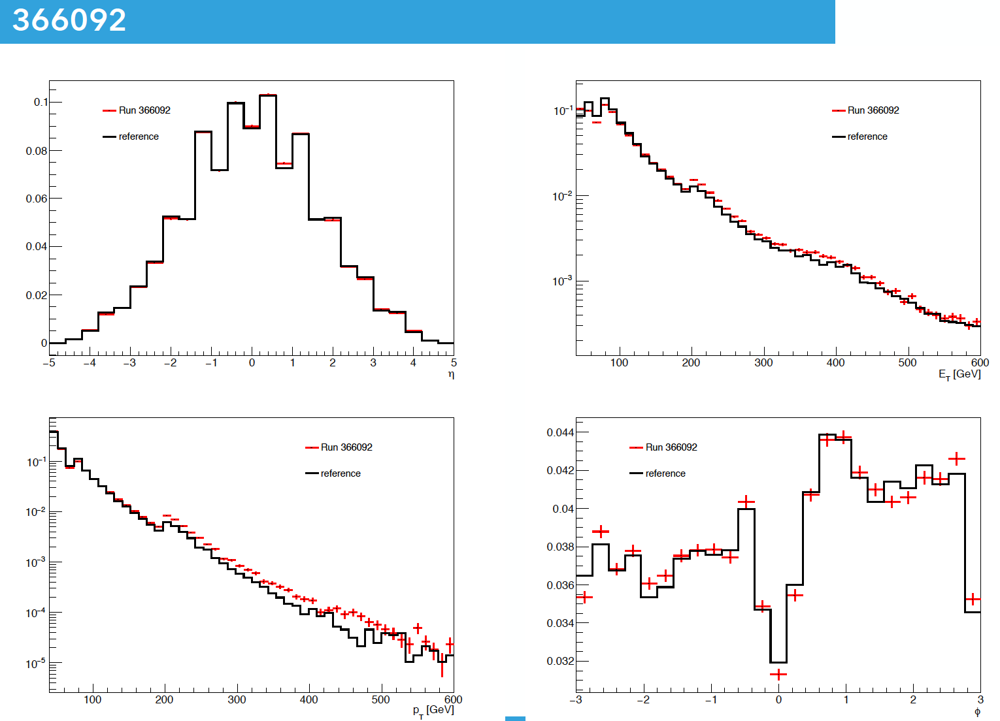 366092
Run 366092
reference
0.1
0.08
0.06
0.04
0.02
0
−5 −4 −3 −2 −1 0 1 2 3 4 5
η
Run 366092
reference
10⁻¹
10⁻²
10⁻³
100 200 300 400 500 600
E_T [GeV]
Run 366092
reference
10⁻¹
10⁻²
10⁻³
10⁻⁴
10⁻⁵
100 200 300 400 500 600
p_T [GeV]
Run 366092
reference
0.044
0.042
0.04
0.038
0.036
0.034
0.032
−3 −2 −1 0 1 2 3
ϕ